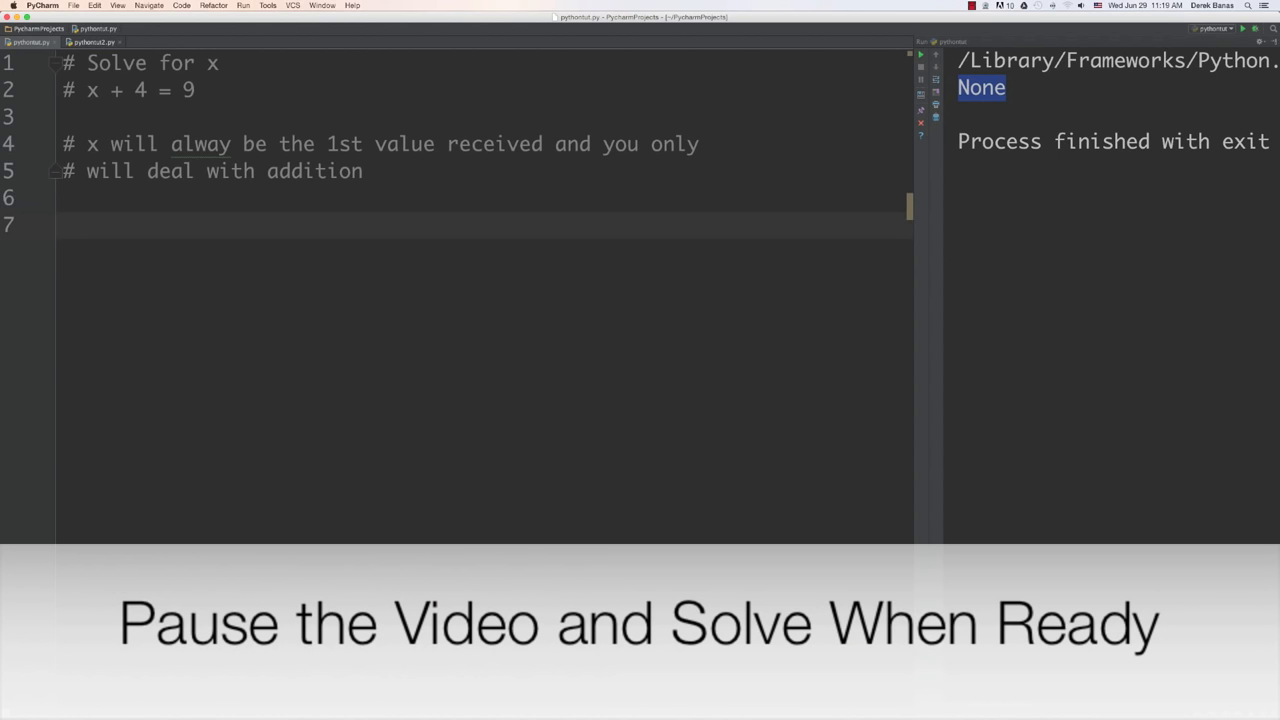 PyCharm File Edit View Navigate Code Refactor Run Tools VCS Window Help 10 Wed Jun 29 11:19 AM Derek Banas
pythontut.py - PycharmProjects - [~/PycharmProjects]
PycharmProjects pythontut.py pythontut
pythontut.py pythontut2.py Run pythontut
1 # Solve for x
2 # x + 4 = 9
3
4 # x will alway be the 1st value received and you only
5 # will deal with addition
6
7
/Library/Frameworks/Python.
None
Process finished with exit
Pause the Video and Solve When Ready